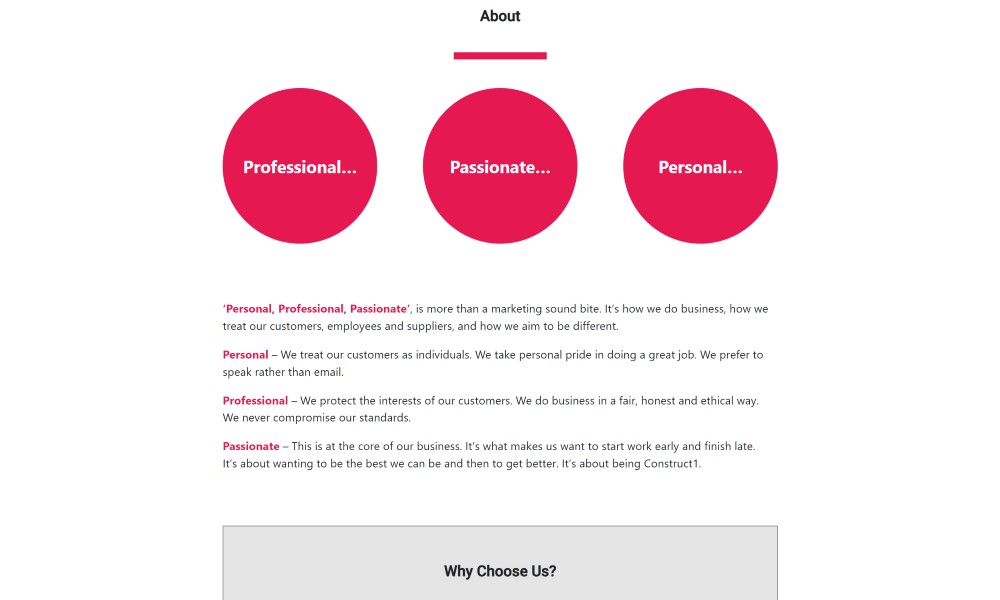 About
Professional...
Passionate...
Personal...
‘Personal, Professional, Passionate’, is more than a marketing sound bite. It’s how we do business, how we
treat our customers, employees and suppliers, and how we aim to be different.
Personal – We treat our customers as individuals. We take personal pride in doing a great job. We prefer to
speak rather than email.
Professional – We protect the interests of our customers. We do business in a fair, honest and ethical way.
We never compromise our standards.
Passionate – This is at the core of our business. It’s what makes us want to start work early and finish late.
It’s about wanting to be the best we can be and then to get better. It’s about being Construct1.
Why Choose Us?